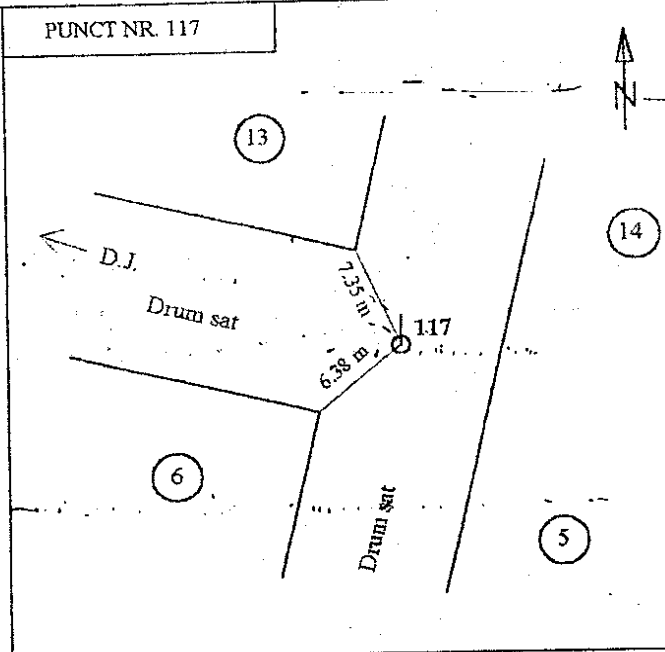 PUNCT NR. 117
N
13
14
D.J.
7.35 m
Drum sat
117
6.38 m
6
Drum sat
5